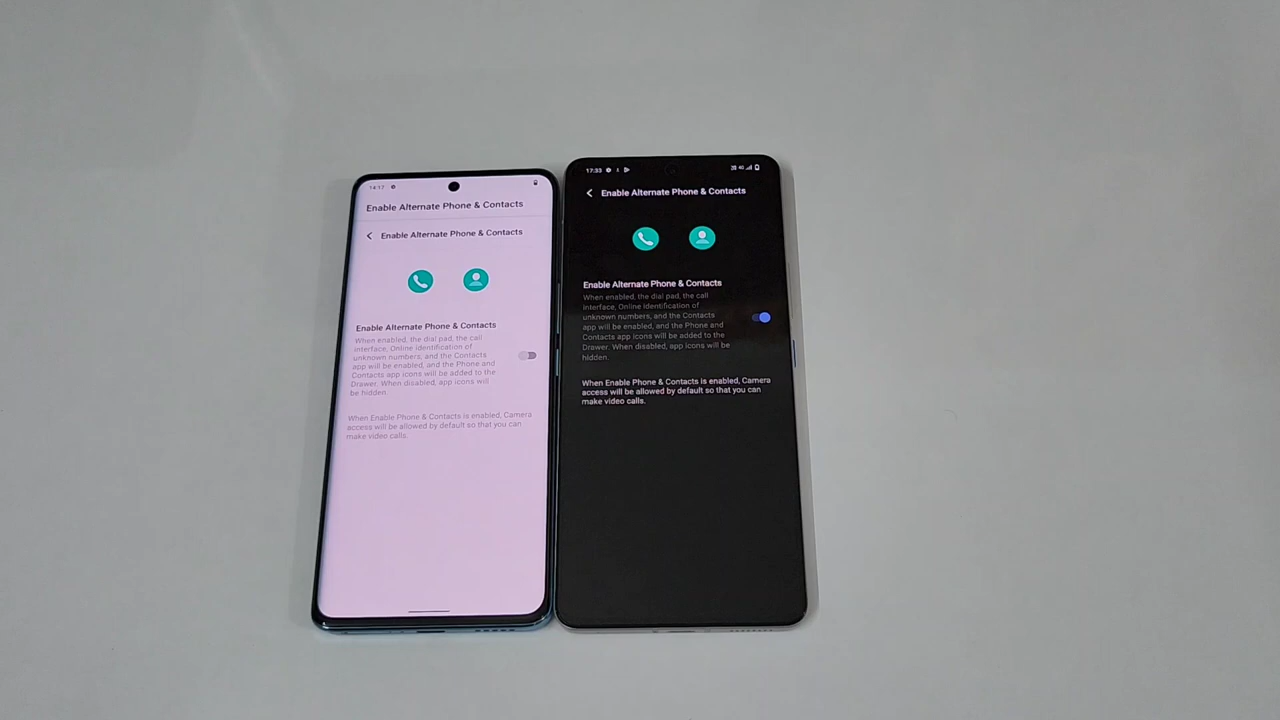 14:17
Enable Alternate Phone & Contacts
Enable Alternate Phone & Contacts
Enable Alternate Phone & Contacts
When enabled, the dial pad, the call
interface, Online identification of
unknown numbers, and the Contacts
app will be enabled, and the Phone and
Contacts app icons will be added to the
Drawer. When disabled, app icons will
be hidden.
When Enable Phone & Contacts is enabled, Camera
access will be allowed by default so that you can
make video calls.
17:33
4G
Enable Alternate Phone & Contacts
Enable Alternate Phone & Contacts
When enabled, the dial pad, the call
interface, Online identification of
unknown numbers, and the Contacts
app will be enabled, and the Phone and
Contacts app icons will be added to the
Drawer. When disabled, app icons will be
hidden.
When Enable Phone & Contacts is enabled, Camera
access will be allowed by default so that you can
make video calls.